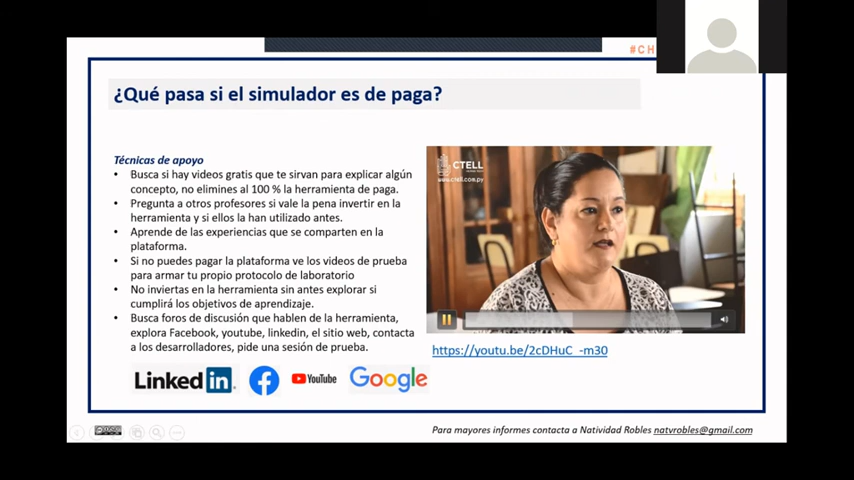 #CH
¿Qué pasa si el simulador es de paga?
Técnicas de apoyo
• Busca si hay videos gratis que te sirvan para explicar algún
concepto, no elimines al 100 % la herramienta de paga.
• Pregunta a otros profesores si vale la pena invertir en la
herramienta y si ellos la han utilizado antes.
• Aprende de las experiencias que se comparten en la
plataforma.
• Si no puedes pagar la plataforma ve los videos de prueba
para armar tu propio protocolo de laboratorio
• No inviertas en la herramienta sin antes explorar si
cumplirá los objetivos de aprendizaje.
• Busca foros de discusión que hablen de la herramienta,
explora Facebook, youtube, linkedin, el sitio web, contacta
a los desarrolladores, pide una sesión de prueba.
CTELL
www.ctell.com.py
https://youtu.be/2cDHuC_-m30
Linked in
YouTube
Google
Para mayores informes contacta a Natividad Robles natvrobles@gmail.com